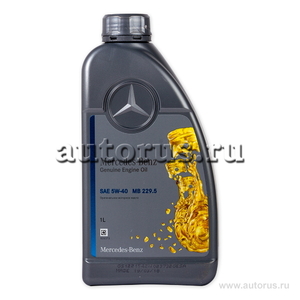 autorus.ru
Mercedes-Benz
Genuine Engine Oil
SAE 5W-40 MB 229.5
1L
Mercedes-Benz
www.autorus.ru